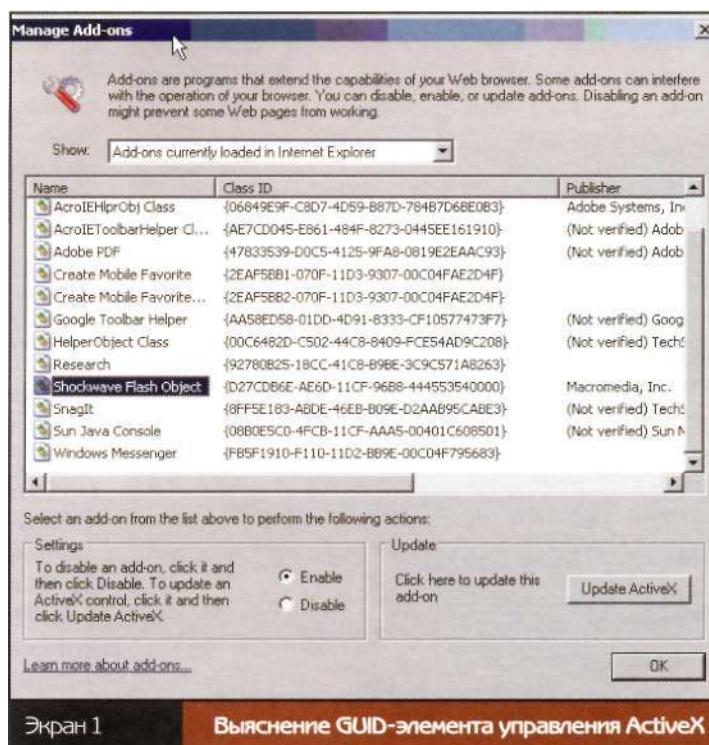 Manage Add-ons
Add-ons are programs that extend the capabilities of your Web browser. Some add-ons can interfere
with the operation of your browser. You can disable, enable, or update add-ons. Disabling an add-on
might prevent some Web pages from working.
Show: Add-ons currently loaded in Internet Explorer
Name Class ID Publisher
AcroIEHlprObj Class {06849E9F-C8D7-4D59-B87D-784B7D6BE0B3} Adobe Systems, In
AcroIEToolbarHelper Cl... {AE7CD045-E861-484F-8273-0445EE161910} (Not verified) Adob
Adobe PDF {47833539-D0C5-4125-9FA8-0819E2EAAC93} (Not verified) Adob
Create Mobile Favorite {2EAF5BB1-070F-11D3-9307-00C04FAE2D4F}
Create Mobile Favorite... {2EAF5BB2-070F-11D3-9307-00C04FAE2D4F}
Google Toolbar Helper {AA58ED58-01DD-4D91-8333-CF10577473F7} (Not verified) Goog
HelperObject Class {00C6482D-C502-44C8-8409-FCE54AD9C208} (Not verified) TechS
Research {92780B25-18CC-41C8-B9BE-3C9C571A8263}
Shockwave Flash Object {D27CDB6E-AE6D-11CF-96B8-444553540000} Macromedia, Inc.
SnagIt {8FF5E183-ABDE-46EB-B09E-D2AAB95CABE3} (Not verified) TechS
Sun Java Console {08B0E5C0-4FCB-11CF-AAA5-00401C608501} (Not verified) Sun M
Windows Messenger {FB5F1910-F110-11D2-BB9E-00C04F795683}
Select an add-on from the list above to perform the following actions:
Settings
To disable an add-on, click it and
then click Disable. To update an
ActiveX control, click it and then
click Update ActiveX.
Enable
Disable
Update
Click here to update this
add-on
Update ActiveX
Learn more about add-ons...
OK
Экран 1 Выяснение GUID-элемента управления ActiveX